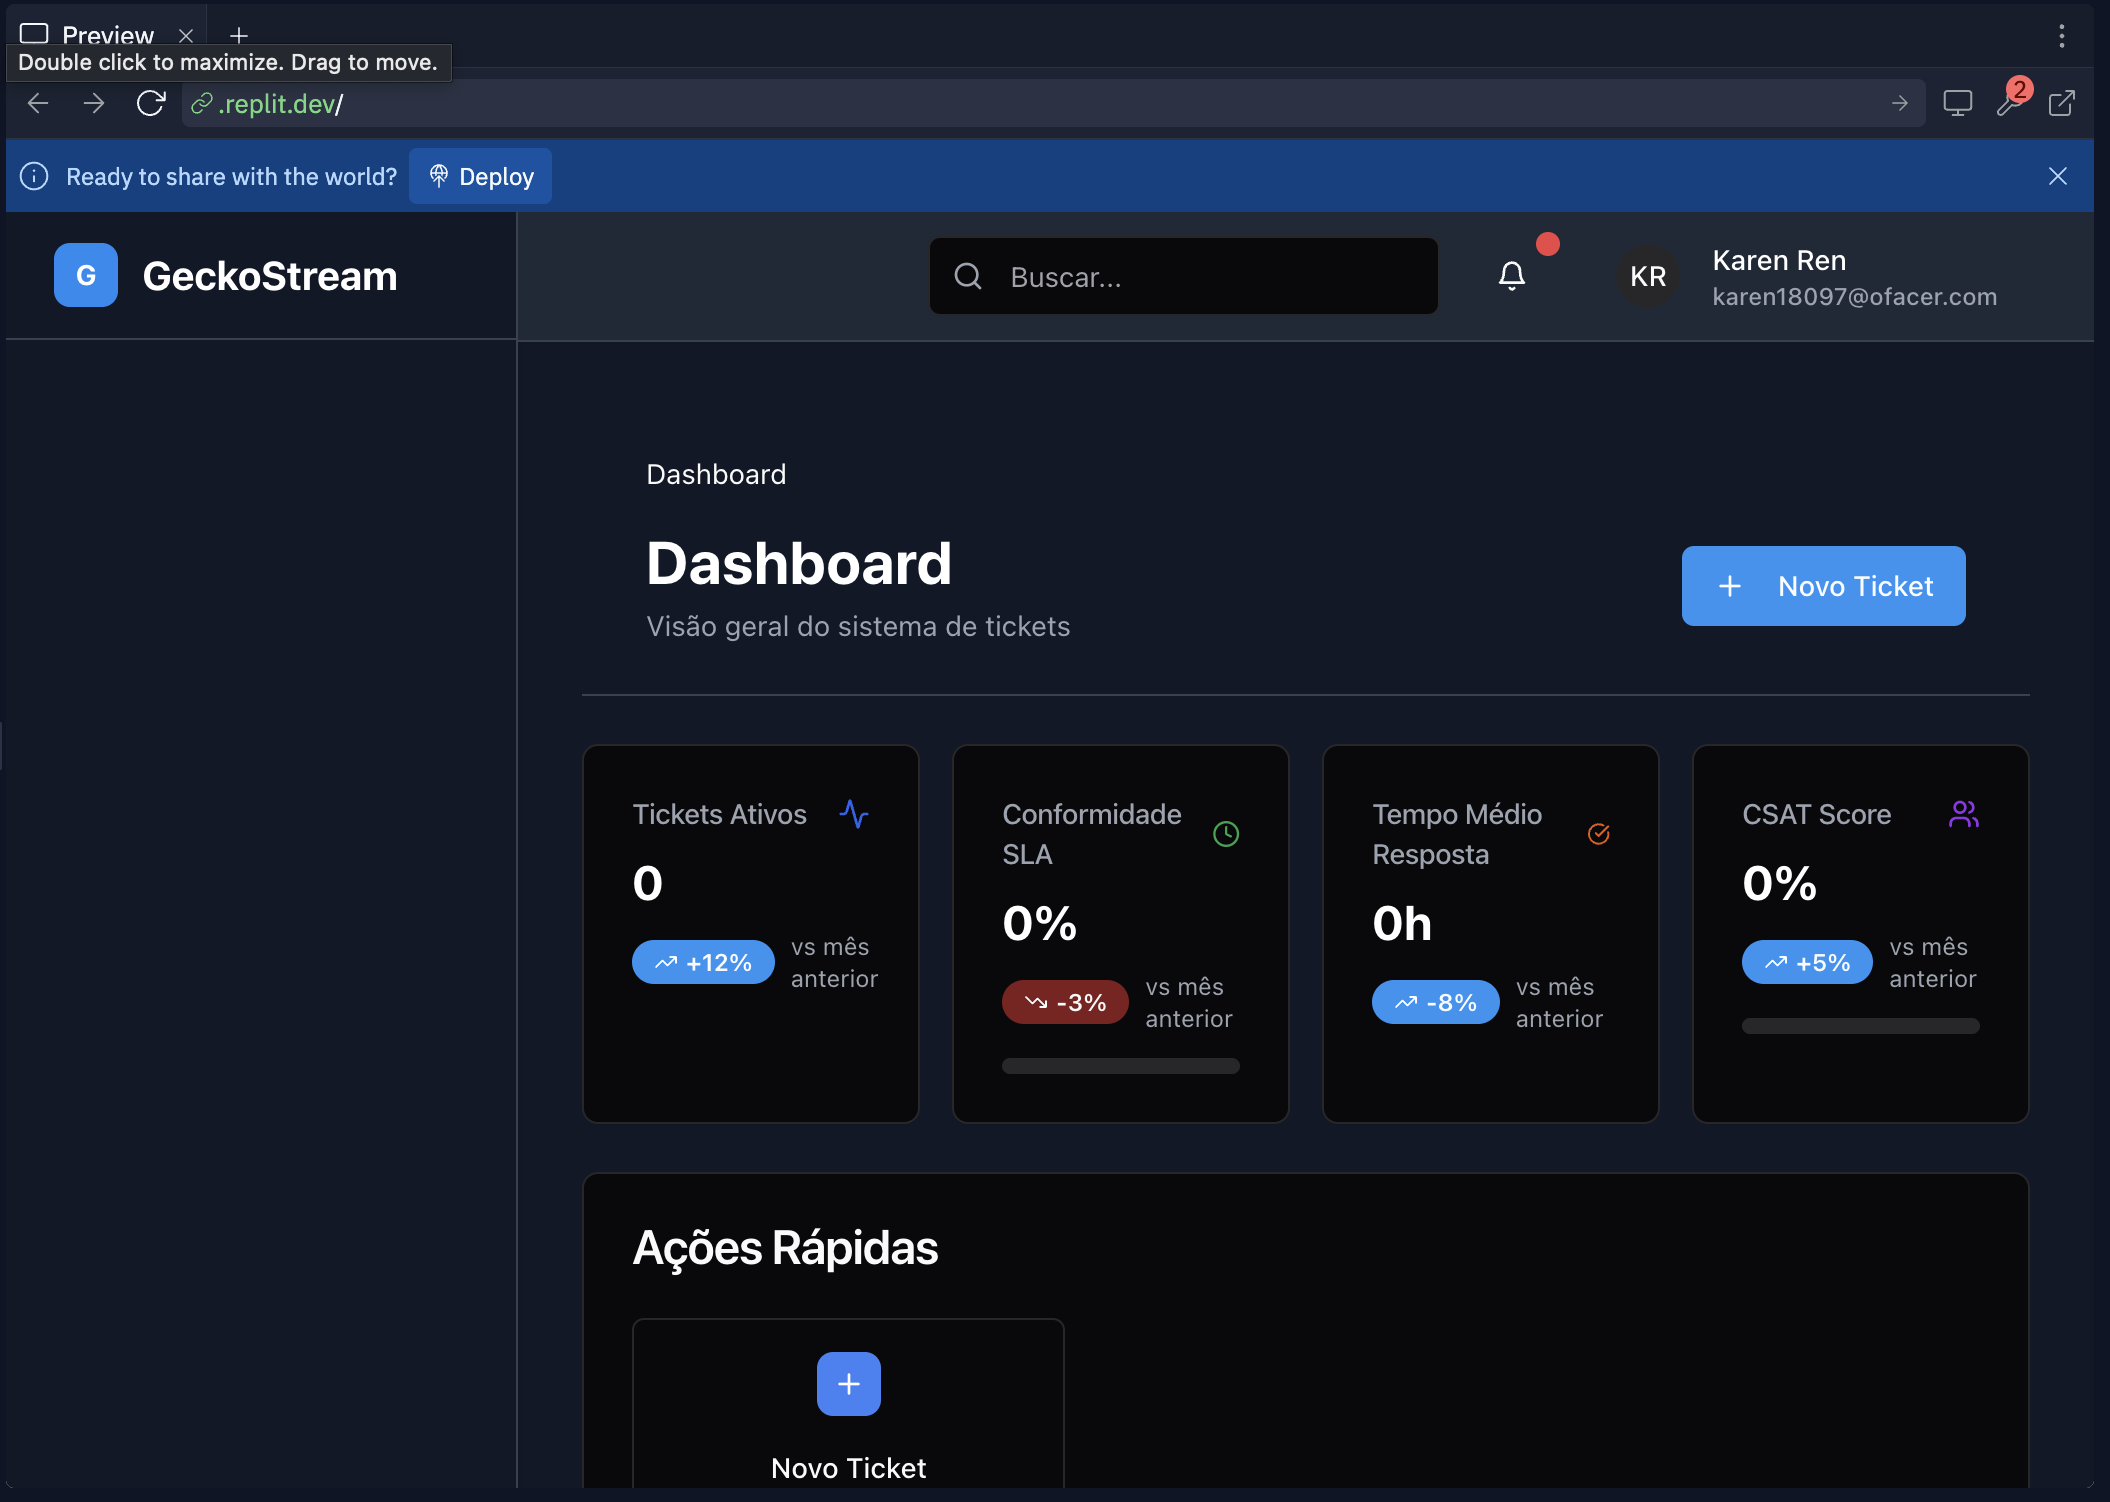 Preview
Double click to maximize. Drag to move.
.replit.dev/
2
Ready to share with the world?
Deploy
G
GeckoStream
Buscar...
KR
Karen Ren
karen18097@ofacer.com
Dashboard
Dashboard
Visão geral do sistema de tickets
Novo Ticket
Tickets Ativos
0
+12%
vs mês
anterior
Conformidade
SLA
0%
-3%
vs mês
anterior
Tempo Médio
Resposta
0h
-8%
vs mês
anterior
CSAT Score
0%
+5%
vs mês
anterior
Ações Rápidas
Novo Ticket